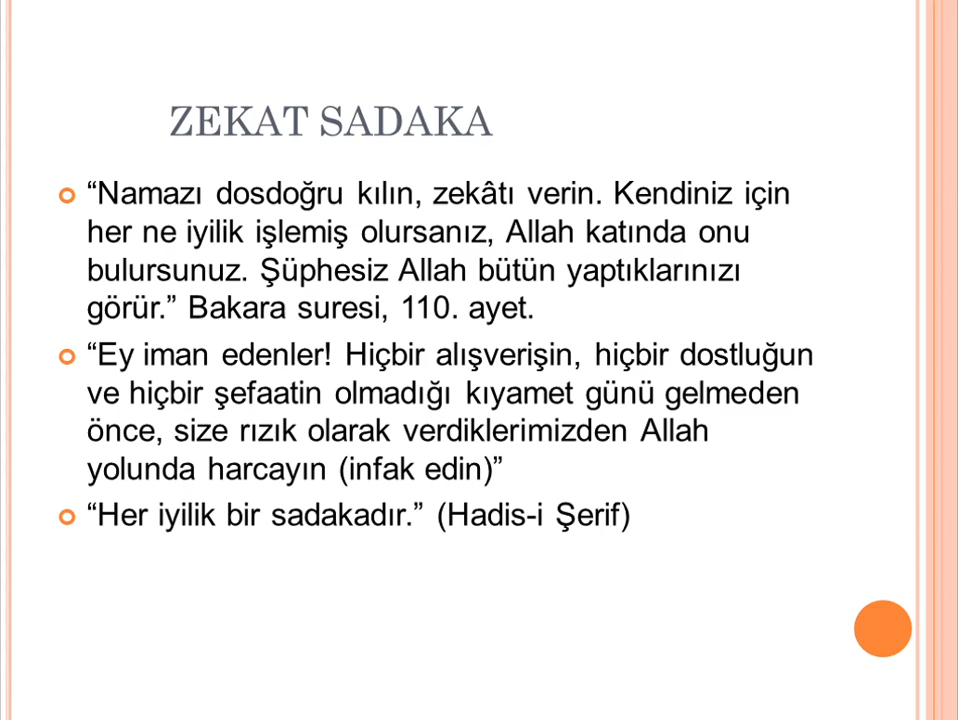 ZEKAT SADAKA
“Namazı dosdoğru kılın, zekâtı verin. Kendiniz için
her ne iyilik işlemiş olursanız, Allah katında onu
bulursunuz. Şüphesiz Allah bütün yaptıklarınızı
görür.” Bakara suresi, 110. ayet.
“Ey iman edenler! Hiçbir alışverişin, hiçbir dostluğun
ve hiçbir şefaatin olmadığı kıyamet günü gelmeden
önce, size rızık olarak verdiklerimizden Allah
yolunda harcayın (infak edin)”
“Her iyilik bir sadakadır.” (Hadis-i Şerif)